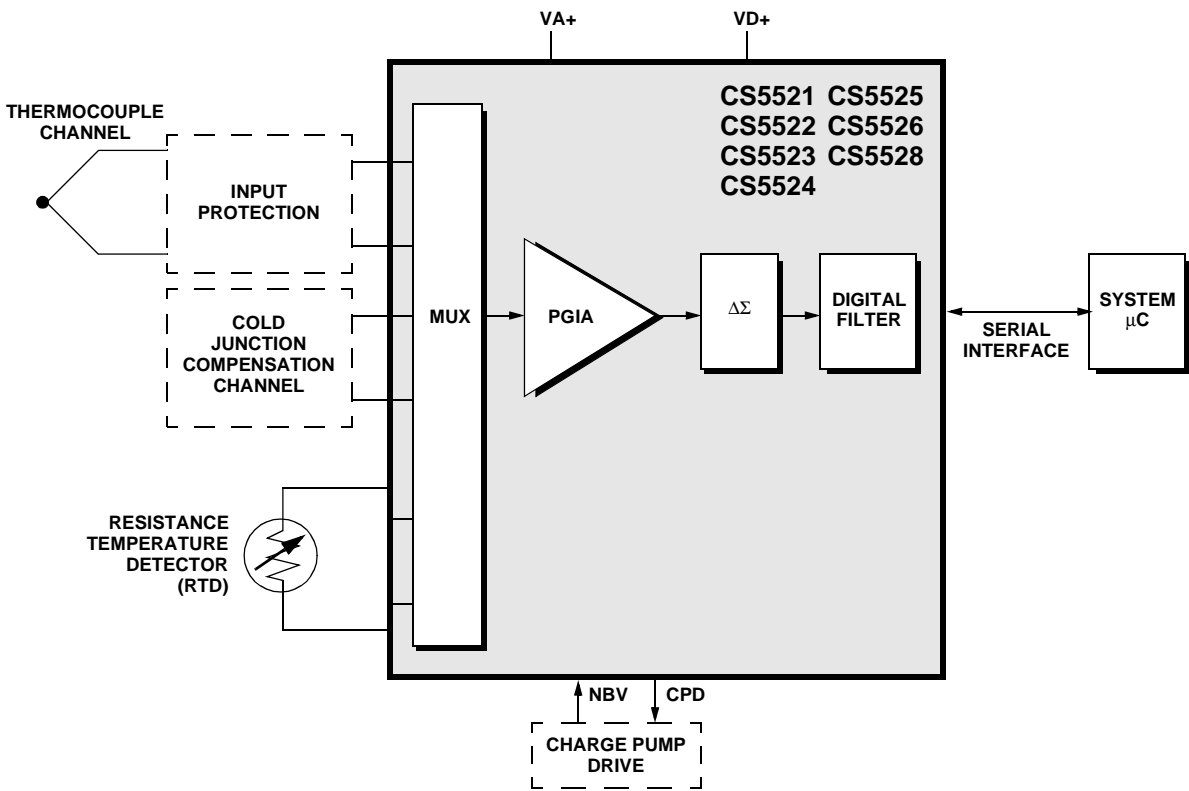 VA+
VD+
CS5521 CS5525
CS5522 CS5526
CS5523 CS5528
CS5524
THERMOCOUPLE
CHANNEL
INPUT
PROTECTION
COLD
JUNCTION
COMPENSATION
CHANNEL
MUX
PGIA
ΔΣ
DIGITAL
FILTER
SERIAL
INTERFACE
SYSTEM
μC
RESISTANCE
TEMPERATURE
DETECTOR
(RTD)
NBV
CPD
CHARGE PUMP
DRIVE